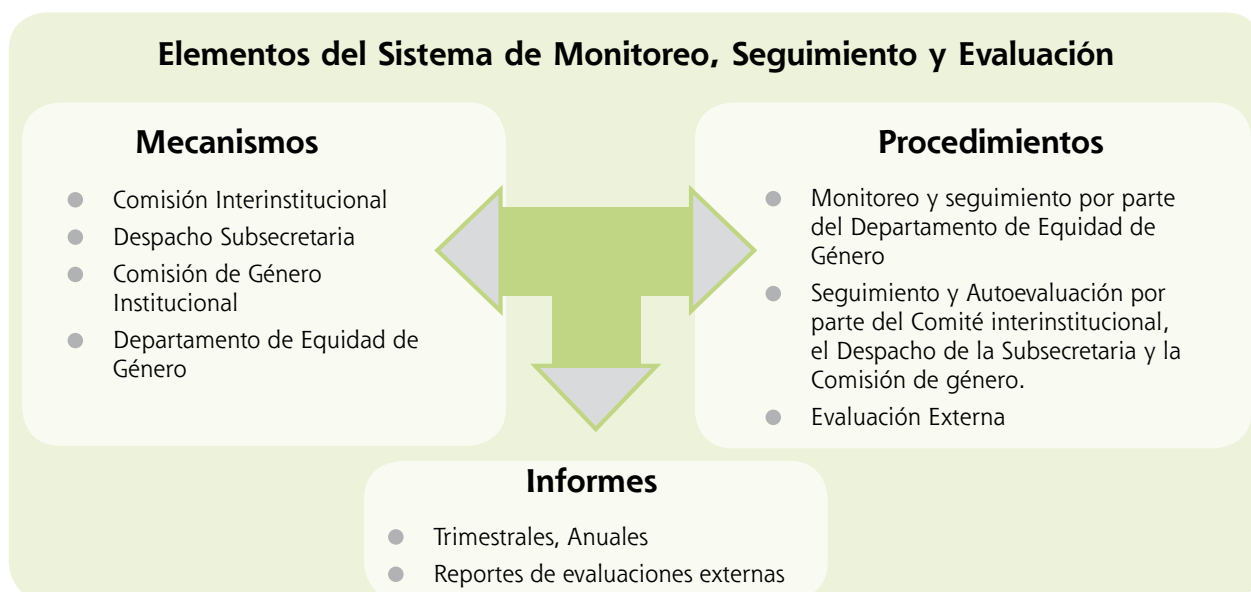 Elementos del Sistema de Monitoreo, Seguimiento y Evaluación
Mecanismos
Comisión Interinstitucional
Despacho Subsecretaria
Comisión de Género
Institucional
Departamento de Equidad de
Género
Procedimientos
Monitoreo y seguimiento por parte
del Departamento de Equidad de
Género
Seguimiento y Autoevaluación por
parte del Comité interinstitucional,
el Despacho de la Subsecretaria y la
Comisión de género.
Evaluación Externa
Informes
Trimestrales, Anuales
Reportes de evaluaciones externas